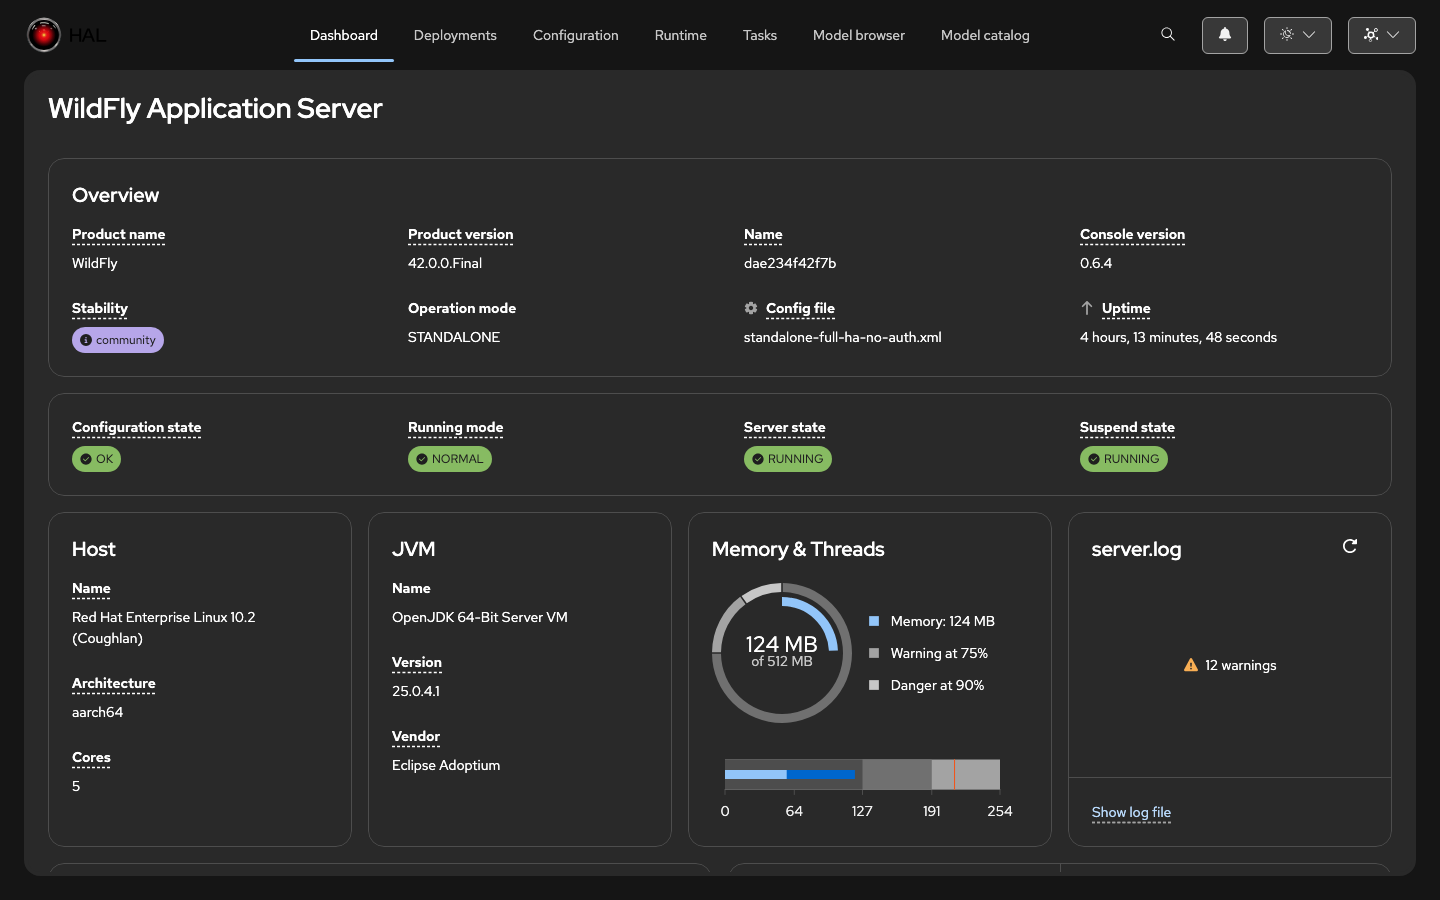 HAL
Dashboard
Deployments
Configuration
Runtime
Tasks
Model browser
Model catalog
WildFly Application Server
Overview
Product name
WildFly
Product version
42.0.0.Final
Name
dae234f42f7b
Console version
0.6.4
Stability
community
Operation mode
STANDALONE
Config file
standalone-full-ha-no-auth.xml
Uptime
4 hours, 13 minutes, 48 seconds
Configuration state
OK
Running mode
NORMAL
Server state
RUNNING
Suspend state
RUNNING
Host
Name
Red Hat Enterprise Linux 10.2
(Coughlan)
Architecture
aarch64
Cores
5
JVM
Name
OpenJDK 64-Bit Server VM
Version
25.0.4.1
Vendor
Eclipse Adoptium
Memory & Threads
124 MB
of 512 MB
Memory: 124 MB
Warning at 75%
Danger at 90%
0 64 127 191 254
server.log
12 warnings
Show log file